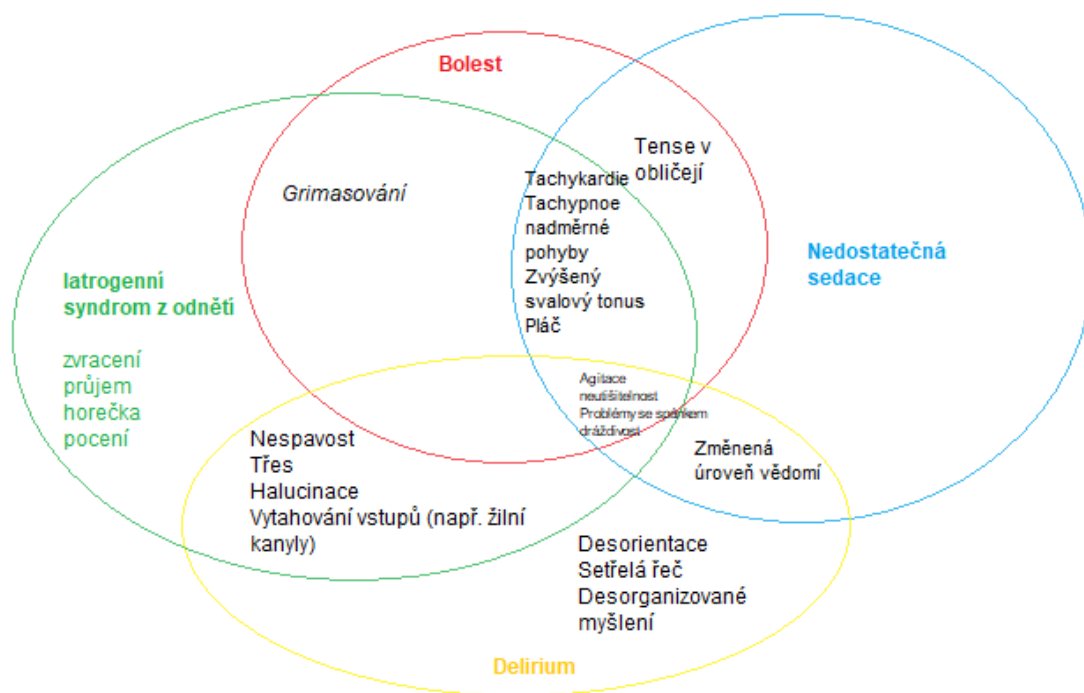 Bolest
Tense v
obličejí
Grimasování
Tachykardie
Tachypnoe
nadměrné
pohyby
Zvýšený
svalový tonus
Pláč
Nedostatečná
sedace
Iatrogenní
syndrom z odnětí
zvracení
průjem
horečka
pocení
Agitace
neutišitelnost
Problémy se spánkem
dráždivost
Změnená
úroveň vědomí
Nespavost
Třes
Halucinace
Vytahování vstupů (např. žilní
kanyly)
Desorientace
Setřelá řeč
Desorganizované
myšlení
Delirium